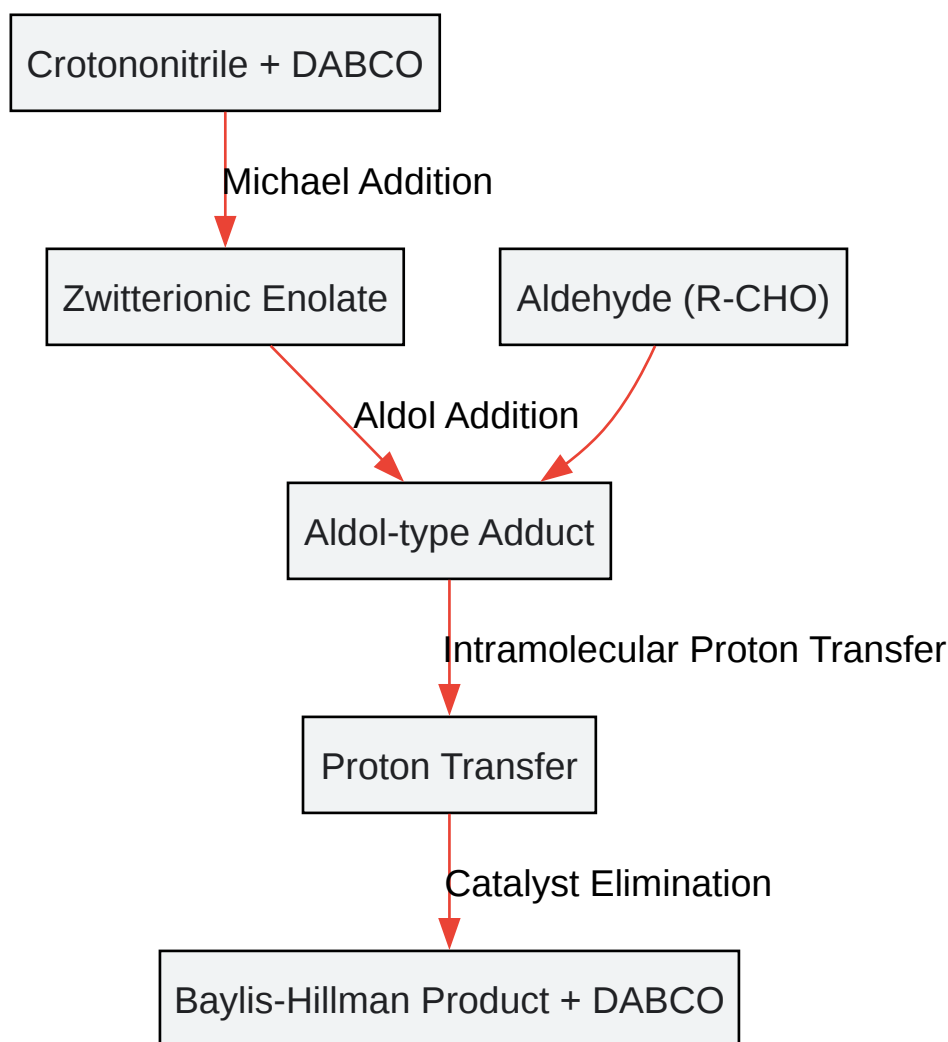 Crotononitrile + DABCO
Michael Addition
Zwitterionic Enolate
Aldehyde (R-CHO)
Aldol Addition
Aldol-type Adduct
Intramolecular Proton Transfer
Proton Transfer
Catalyst Elimination
Baylis-Hillman Product + DABCO